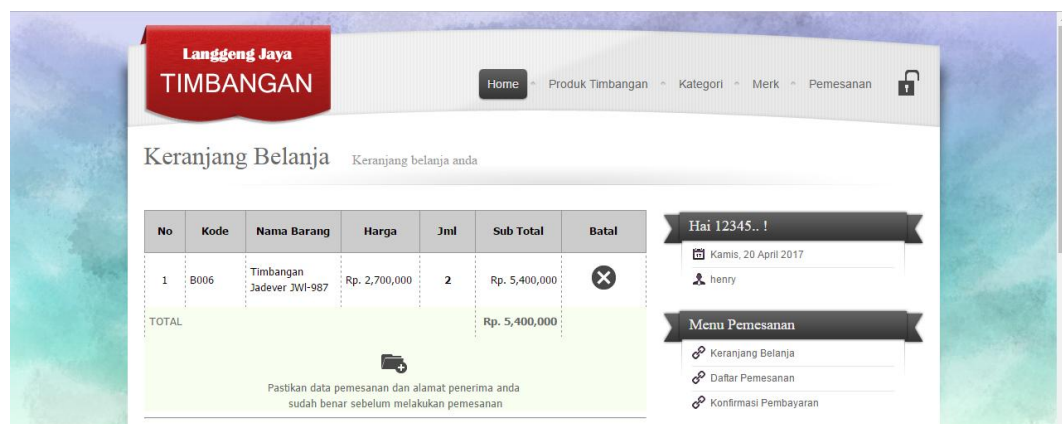 Langgeng Jaya
TIMBANGAN
Home Produk Timbangan Kategori Merk Pemesanan
Keranjang Belanja Keranjang belanja anda
No Kode Nama Barang Harga Jml Sub Total Batal
1 B006 Timbangan Jadever JWl-987 Rp. 2,700,000 2 Rp. 5,400,000
TOTAL Rp. 5,400,000
Pastikan data pemesanan dan alamat penerima anda
sudah benar sebelum melakukan pemesanan
Hai 12345.. !
Kamis, 20 April 2017
henry
Menu Pemesanan
Keranjang Belanja
Daftar Pemesanan
Konfirmasi Pembayaran